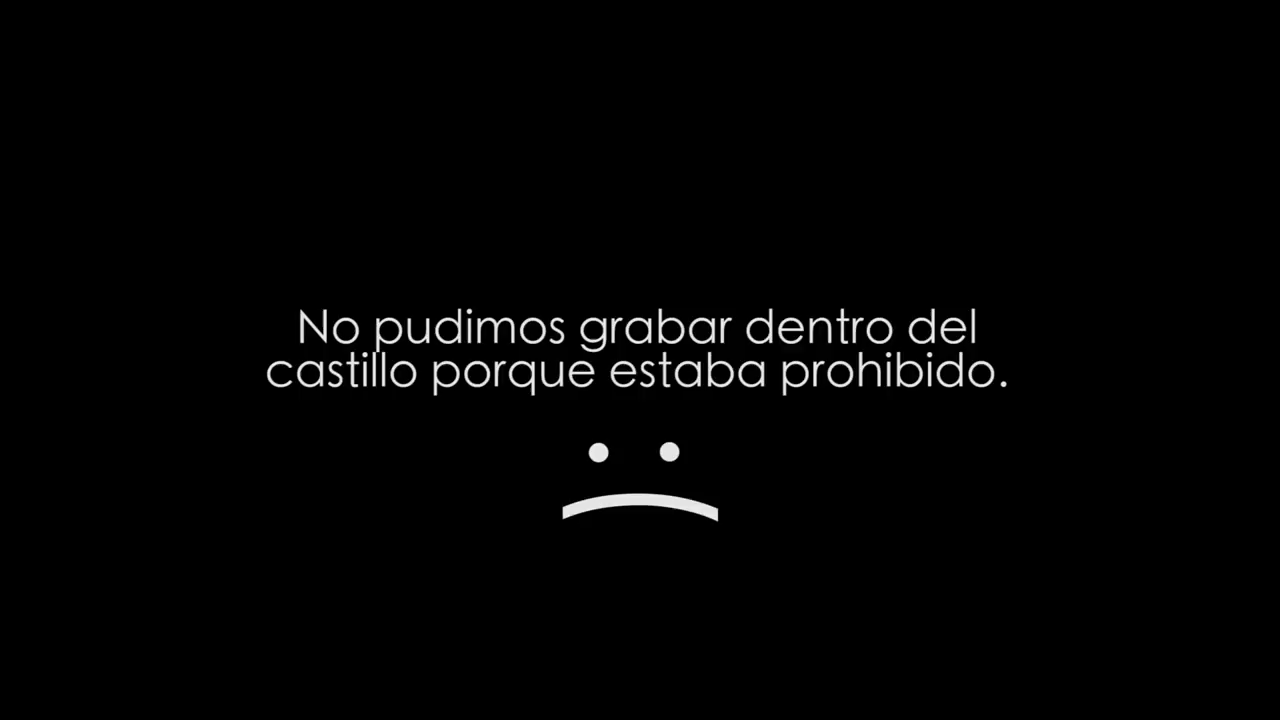 No pudimos grabar dentro del
castillo porque estaba prohibido.